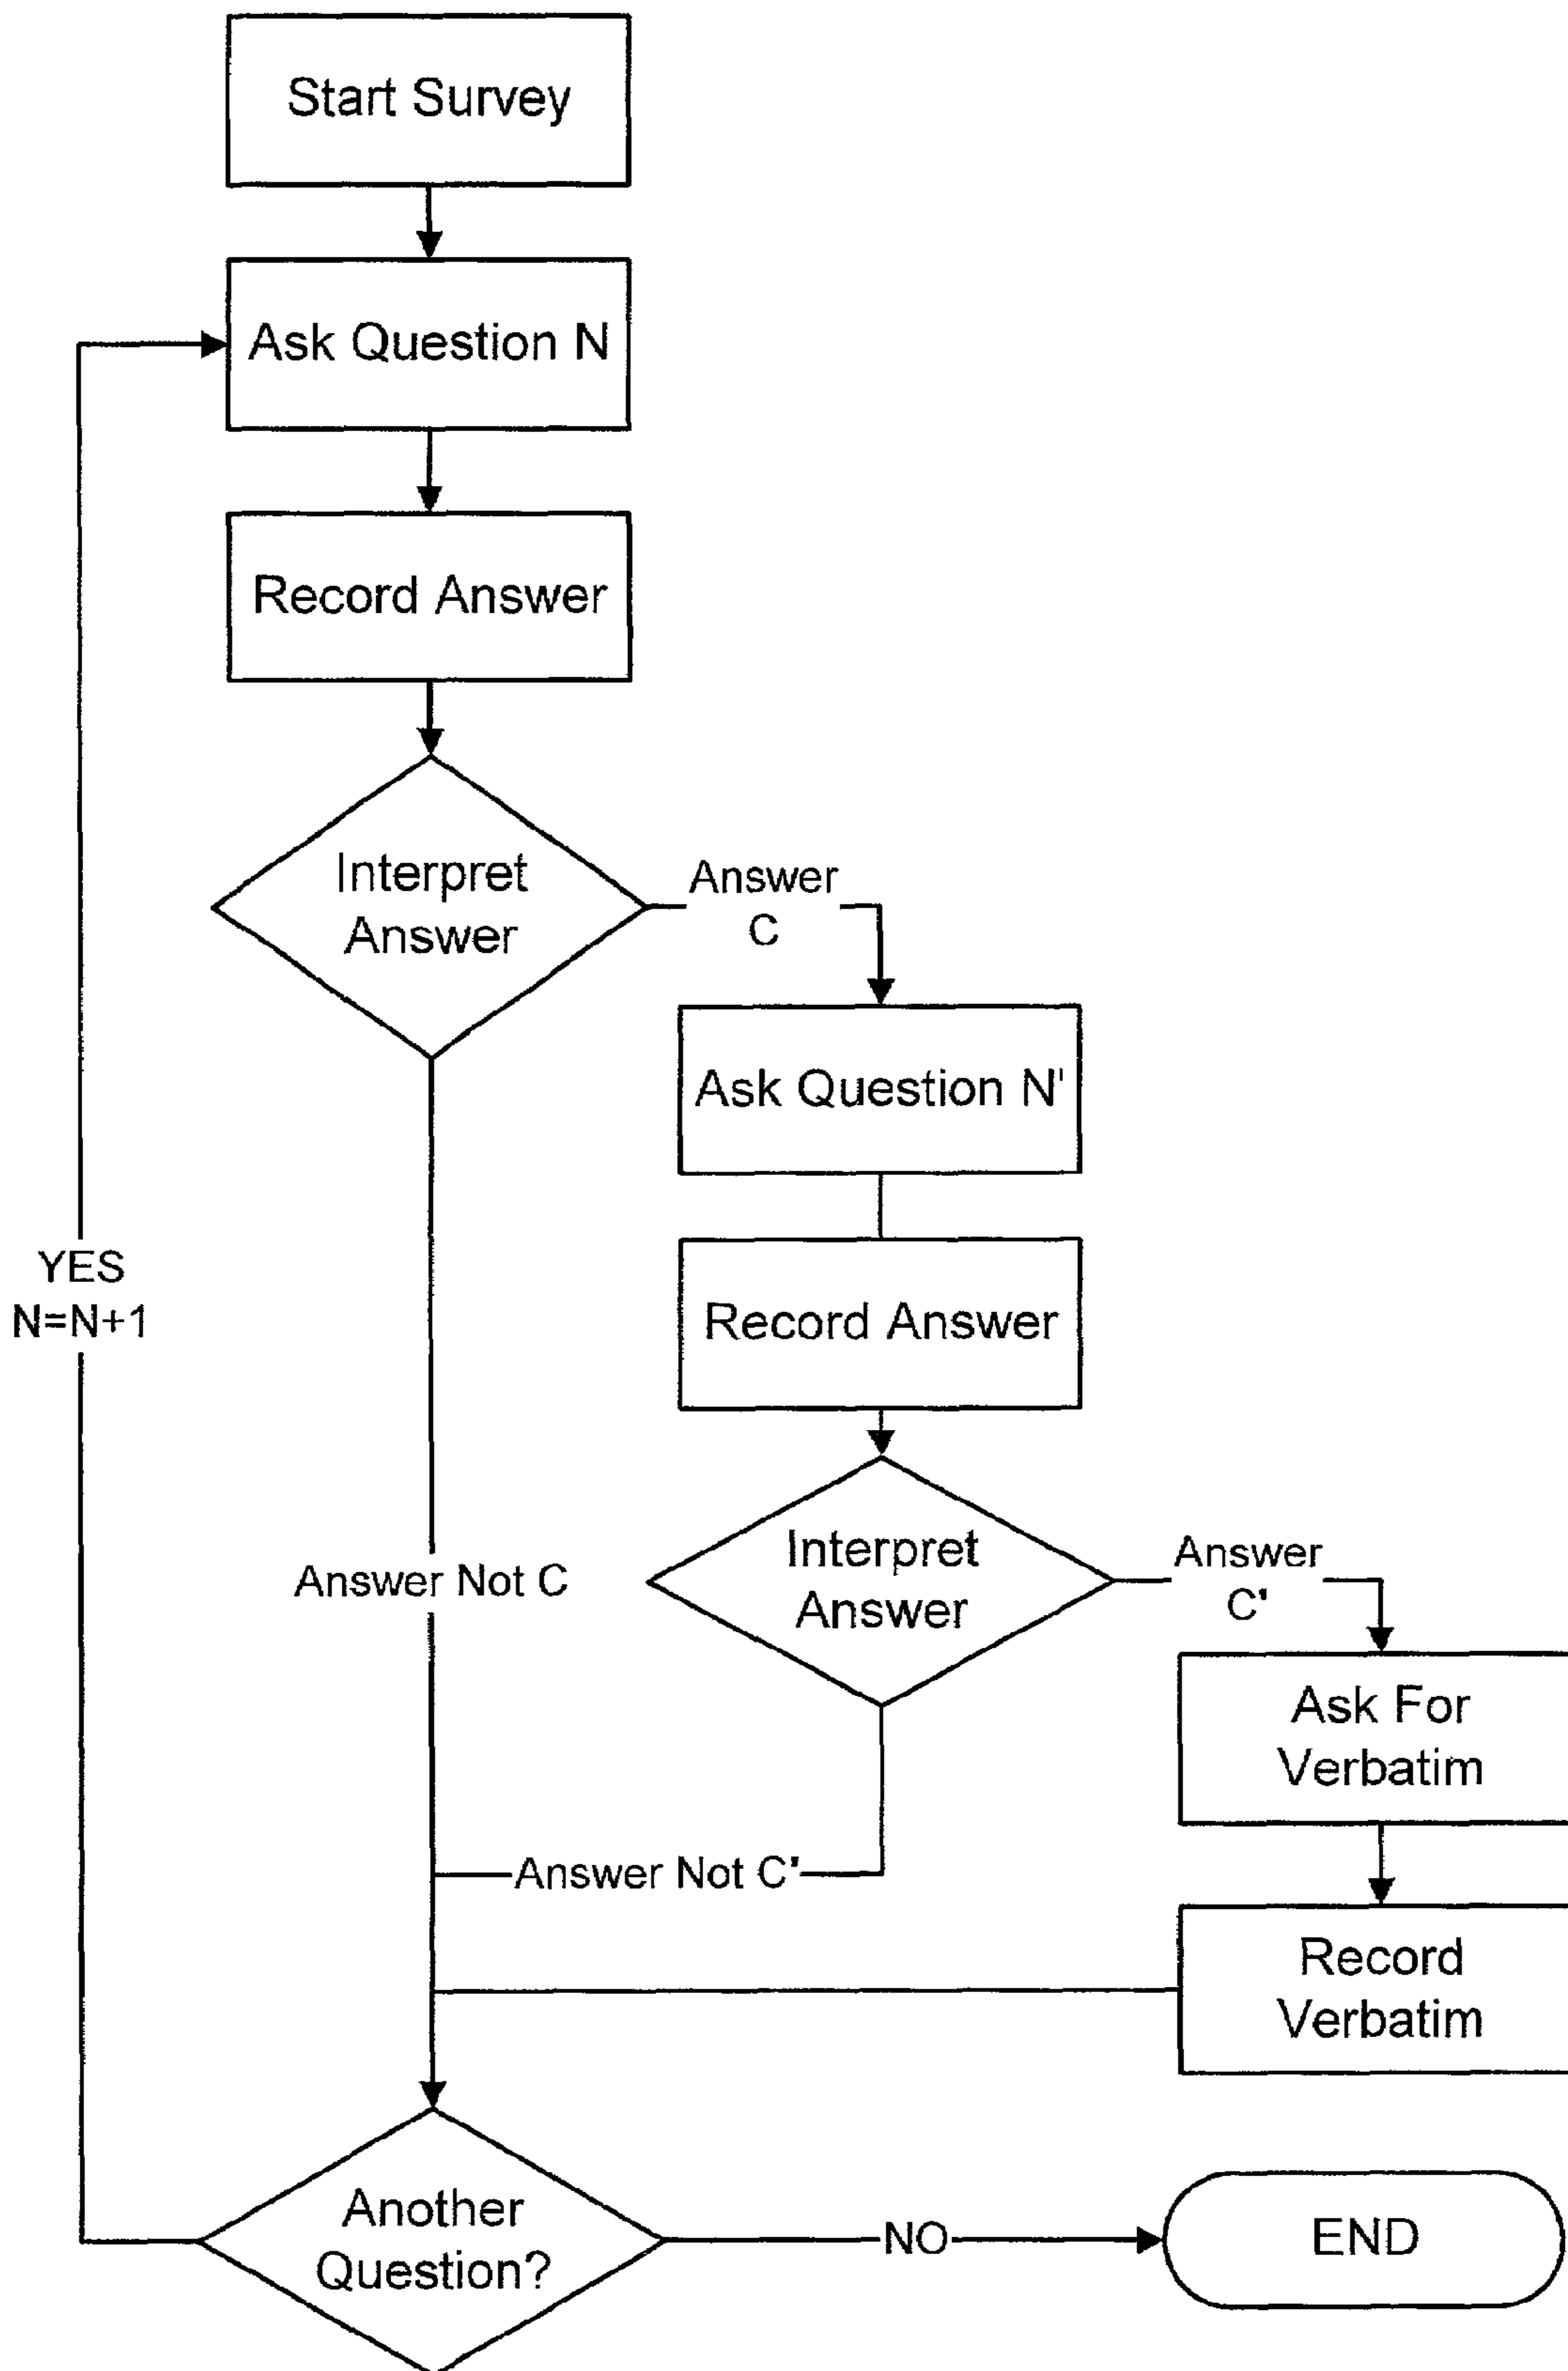 Start Survey
Ask Question N
Record Answer
Interpret
Answer
Answer
C
Ask Question N'
YES
N=N+1
Record Answer
Answer Not C
Interpret
Answer
Answer
C'
Ask For
Verbatim
Answer Not C'
Record
Verbatim
Another
Question?
NO
END